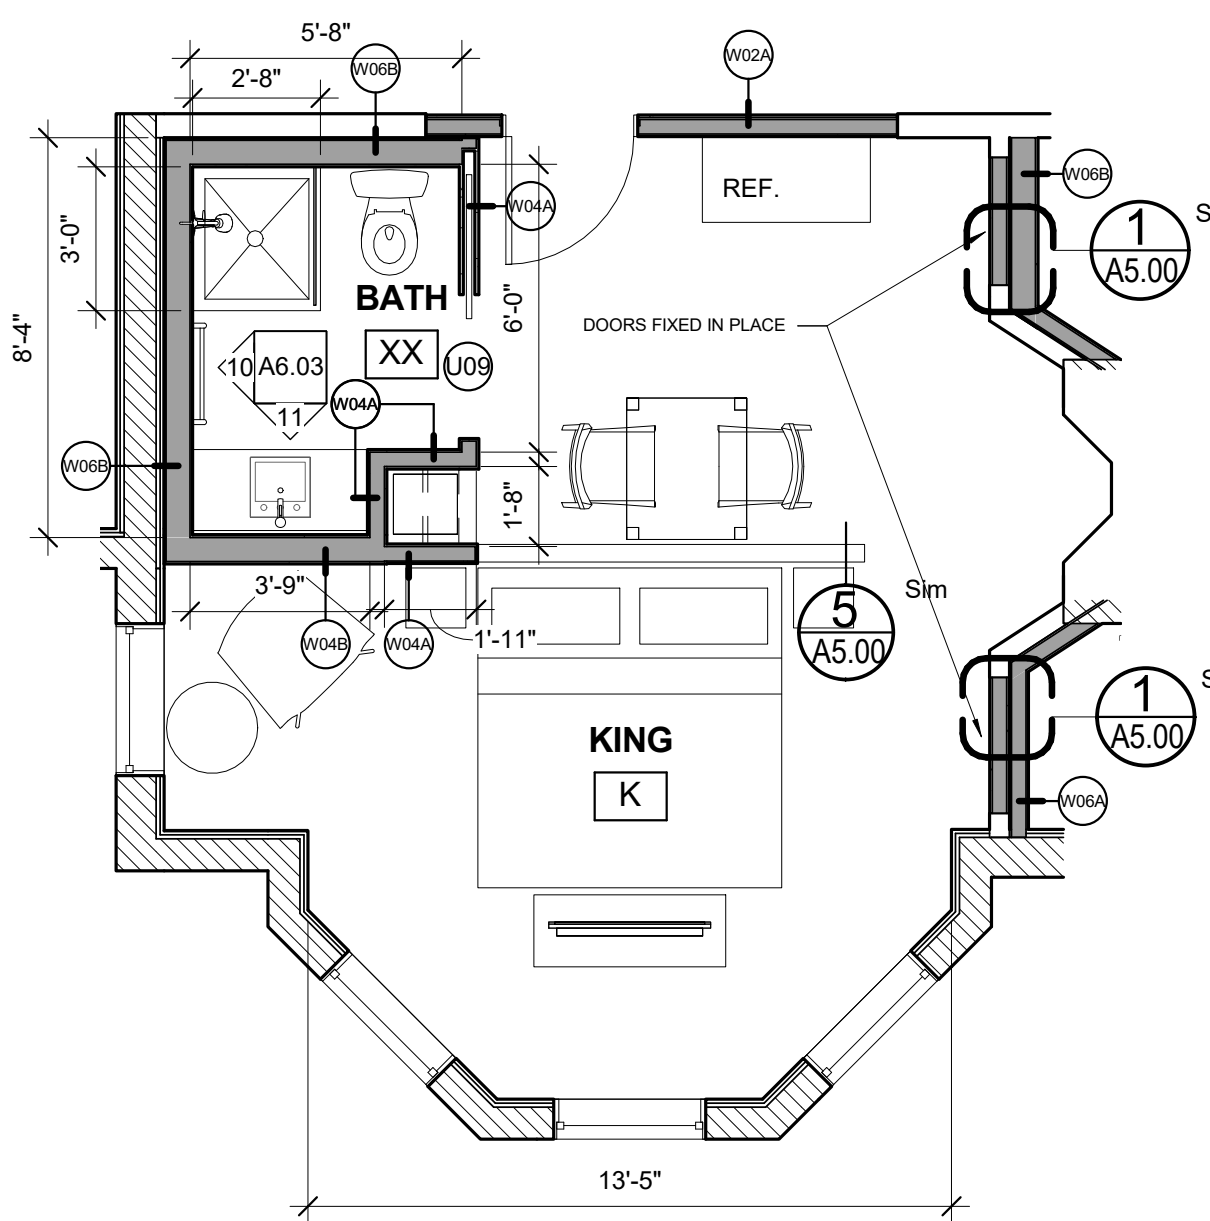 5'-8"
2'-8"
W06B
W02A
W06B
W04A
REF.
1
A5.00
S
3'-0"
8'-4"
BATH
6'-0"
DOORS FIXED IN PLACE
XX
U09
10
A6.03
11
W04A
W06B
1'-8"
3'-9"
5
A5.00
Sim
1'-11"
W04B
W04A
1
A5.00
S
KING
K
W06A
13'-5"